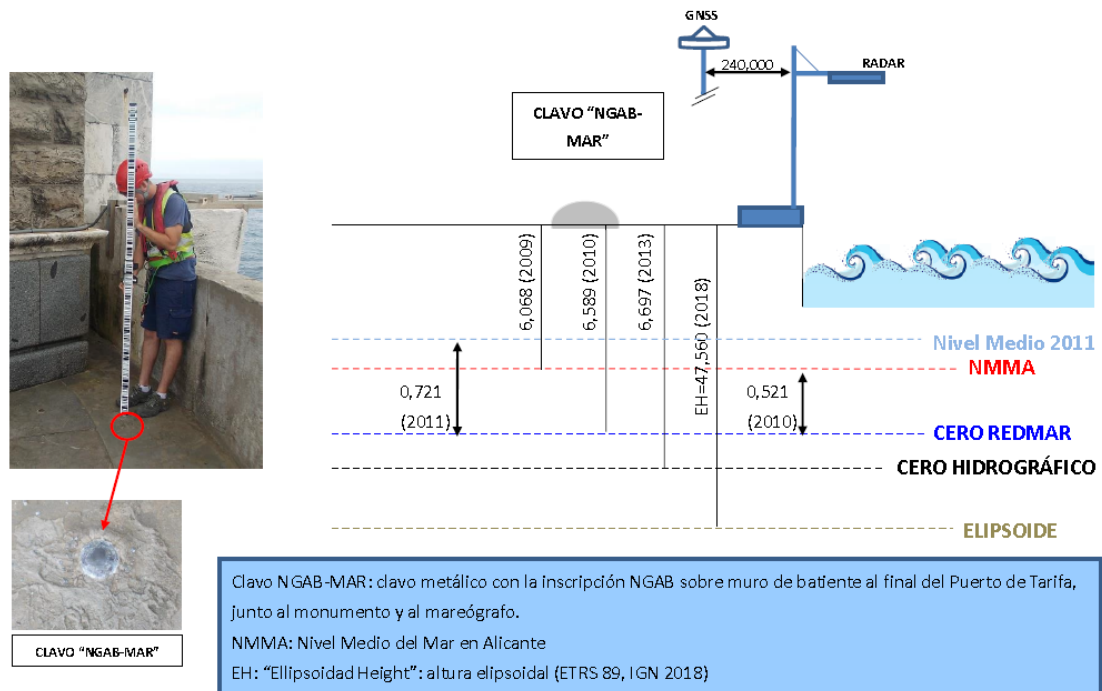 GNSS
240,000
RADAR
CLAVO “NGAB-
MAR”
6,068 (2009)
6,589 (2010)
6,697 (2013)
EH=47,560 (2018)
Nivel Medio 2011
NMMA
0,721
(2011)
0,521
(2010)
CERO REDMAR
CERO HIDROGRÁFICO
ELIPSOIDE
CLAVO “NGAB-MAR”
Clavo NGAB-MAR: clavo metálico con la inscripción NGAB sobre muro de batiente al final del Puerto de Tarifa,
junto al monumento y al mareógrafo.
NMMA: Nivel Medio del Mar en Alicante
EH: “Ellipsoidad Height”: altura elipsoidal (ETRS 89, IGN 2018)